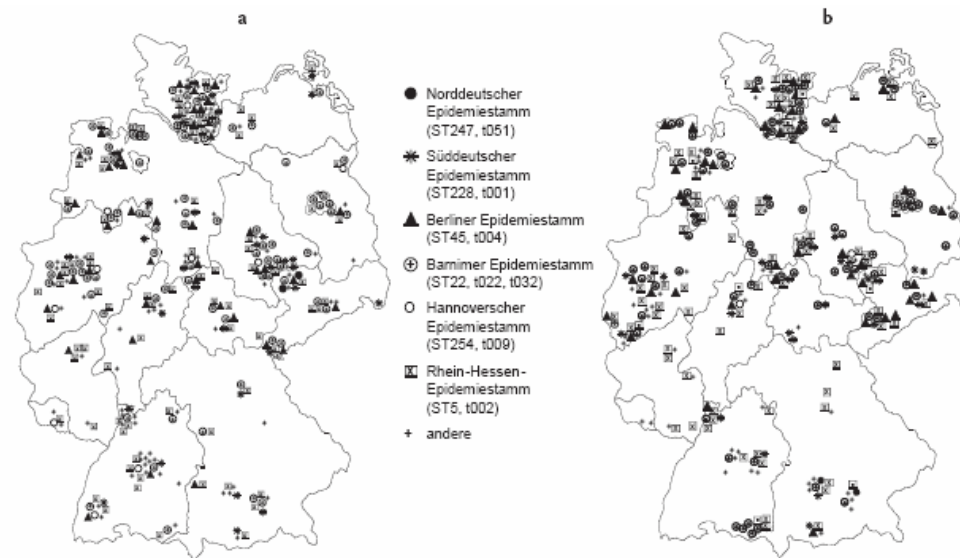 a
b
Norddeutscher
Epidemiestamm
(ST247, t051)
Süddeutscher
Epidemiestamm
(ST228, t001)
Berliner Epidemiestamm
(ST45, t004)
Barnimer Epidemiestamm
(ST22, t022, t032)
Hannoverscher
Epidemiestamm
(ST254, t009)
Rhein-Hessen-
Epidemiestamm
(ST5, t002)
andere